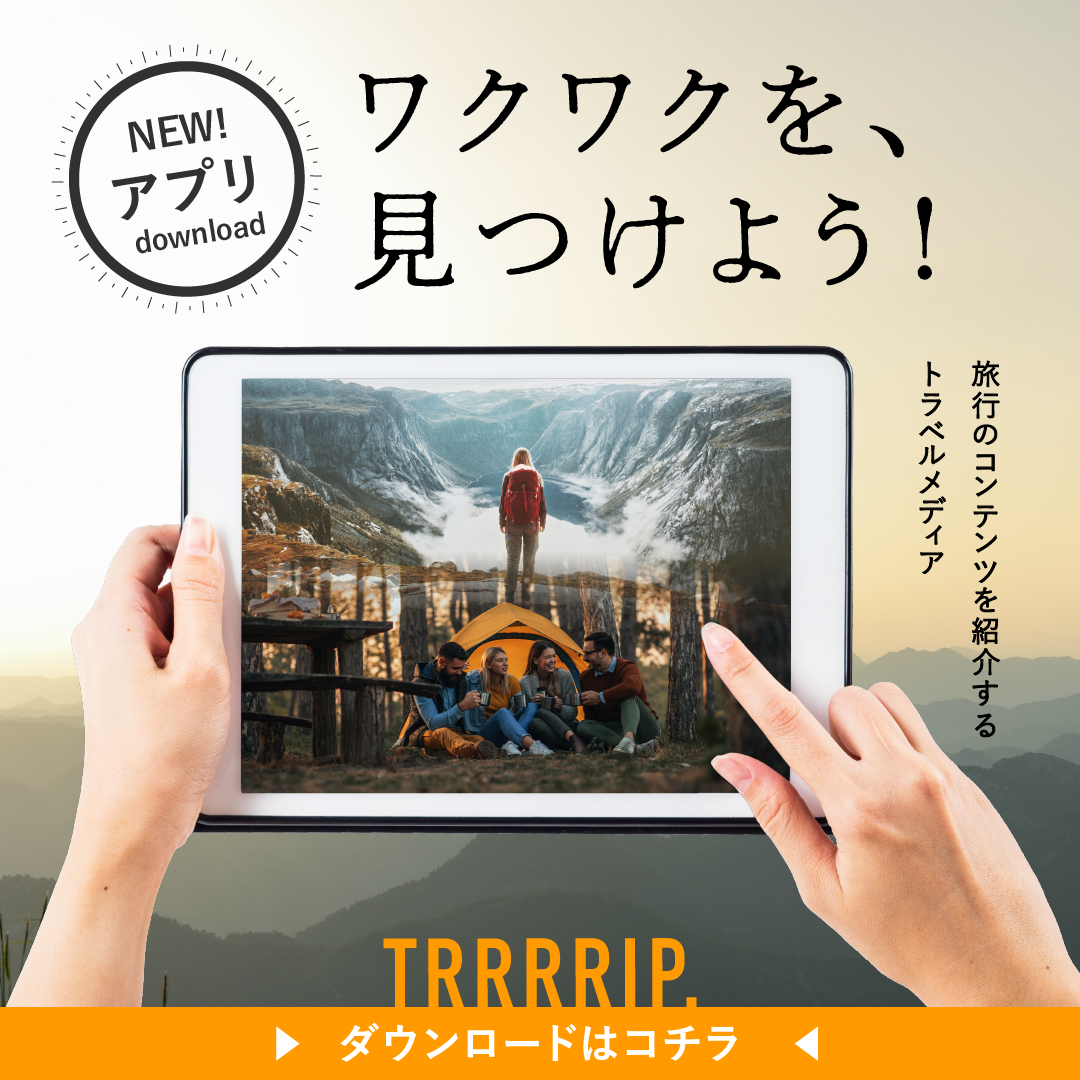 NEW!
アプリ
download
ワクワクを、
見つけよう!
旅行のコンテンツを紹介する
トラベルメディア
TRRRRIP.
ダウンロードはコチラ